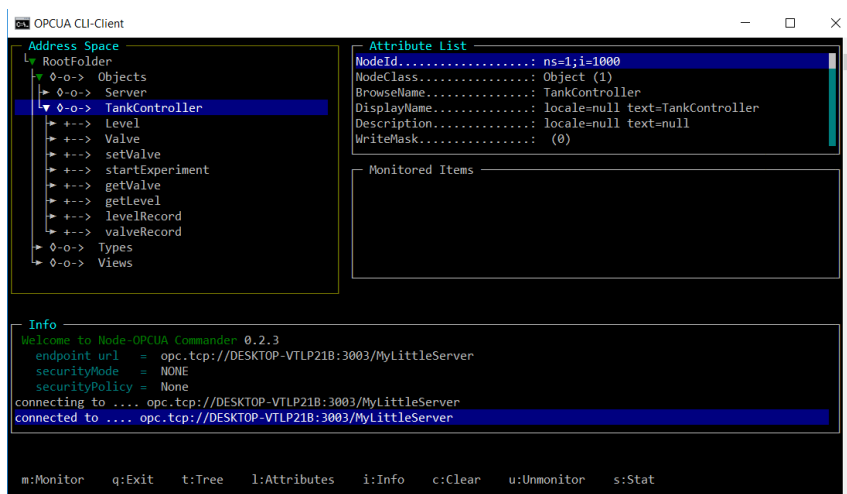 OPCUA CLI-Client
Address Space
RootFolder
◊-o-> Objects
◊-o-> Server
◊-o-> TankController
+--> Level
+--> Valve
+--> setValve
+--> startExperiment
+--> getValve
+--> getLevel
+--> levelRecord
+--> valveRecord
◊-o-> Types
◊-o-> Views
Attribute List
NodeId...................: ns=1;i=1000
NodeClass................: Object (1)
BrowseName...............: TankController
DisplayName..............: locale=null text=TankController
Description..............: locale=null text=null
WriteMask................: (0)
Monitored Items
Info
Welcome to Node-OPCUA Commander 0.2.3
endpoint url = opc.tcp://DESKTOP-VTLP21B:3003/MyLittleServer
securityMode = NONE
securityPolicy = None
connecting to .... opc.tcp://DESKTOP-VTLP21B:3003/MyLittleServer
connected to .... opc.tcp://DESKTOP-VTLP21B:3003/MyLittleServer
m:Monitor q:Exit t:Tree l:Attributes i:Info c:Clear u:Unmonitor s:Stat